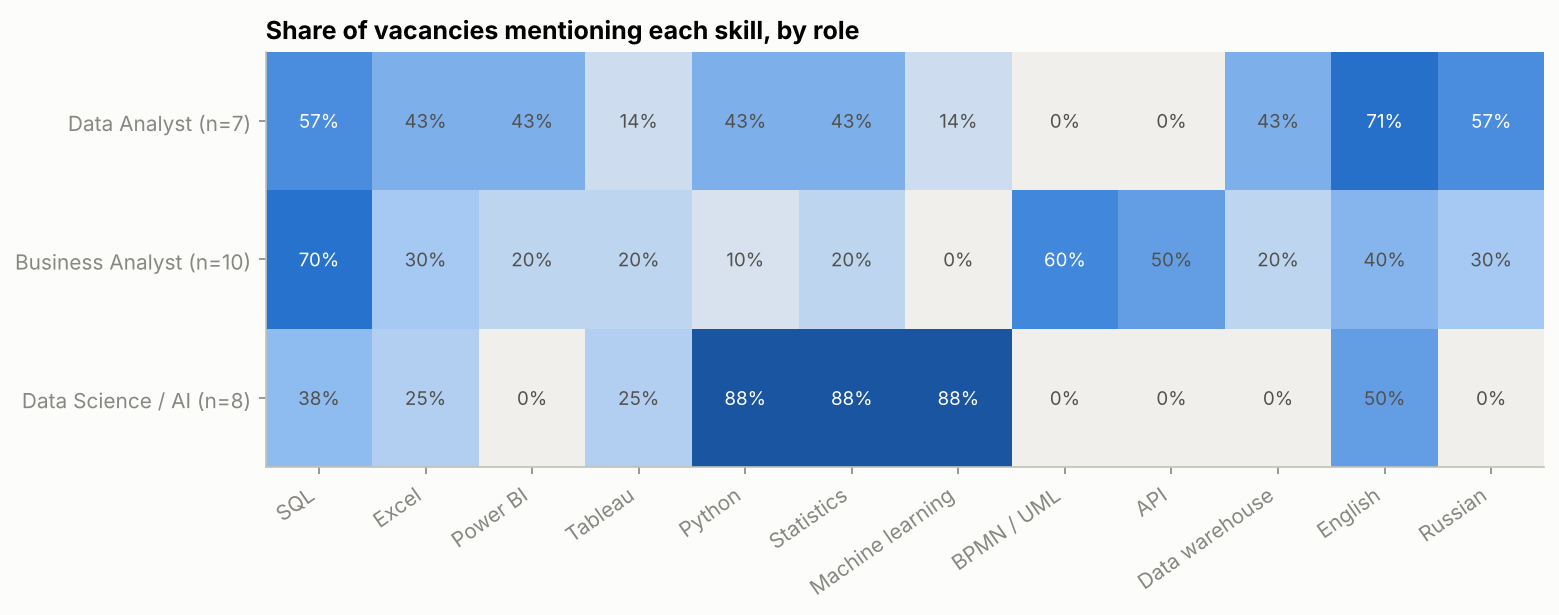 Share of vacancies mentioning each skill, by role
Data Analyst (n=7) 57% 43% 43% 14% 43% 43% 14% 0% 0% 43% 71% 57%
Business Analyst (n=10) 70% 30% 20% 20% 10% 20% 0% 60% 50% 20% 40% 30%
Data Science / AI (n=8) 38% 25% 0% 25% 88% 88% 88% 0% 0% 0% 50% 0%
SQL
Excel
Power BI
Tableau
Python
Statistics
Machine learning
BPMN / UML
API
Data warehouse
English
Russian